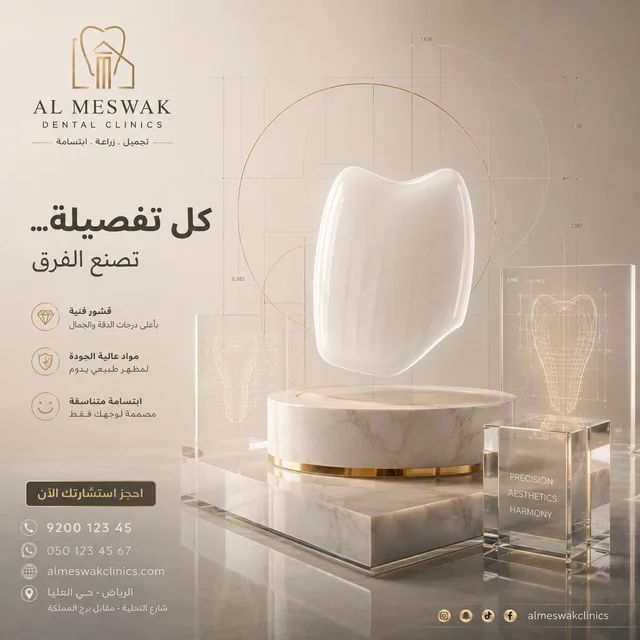 AL MESWAK
DENTAL CLINICS
تجميل . زراعة . ابتسامة
كل تفصيلة...
تصنع الفرق
قشور فنية
بأعلى درجات الدقة والجمال
مواد عالية الجودة
لمظهر طبيعي يدوم
ابتسامة متناسقة
مصممة لوجهك فقط
احجز استشارتك الآن
9200 123 45
050 123 45 67
almeswakclinics.com
الرياض - حي العليا
شارع التحلية - مقابل برج المملكة
PRECISION
AESTHETICS
HARMONY
almeswakclinics